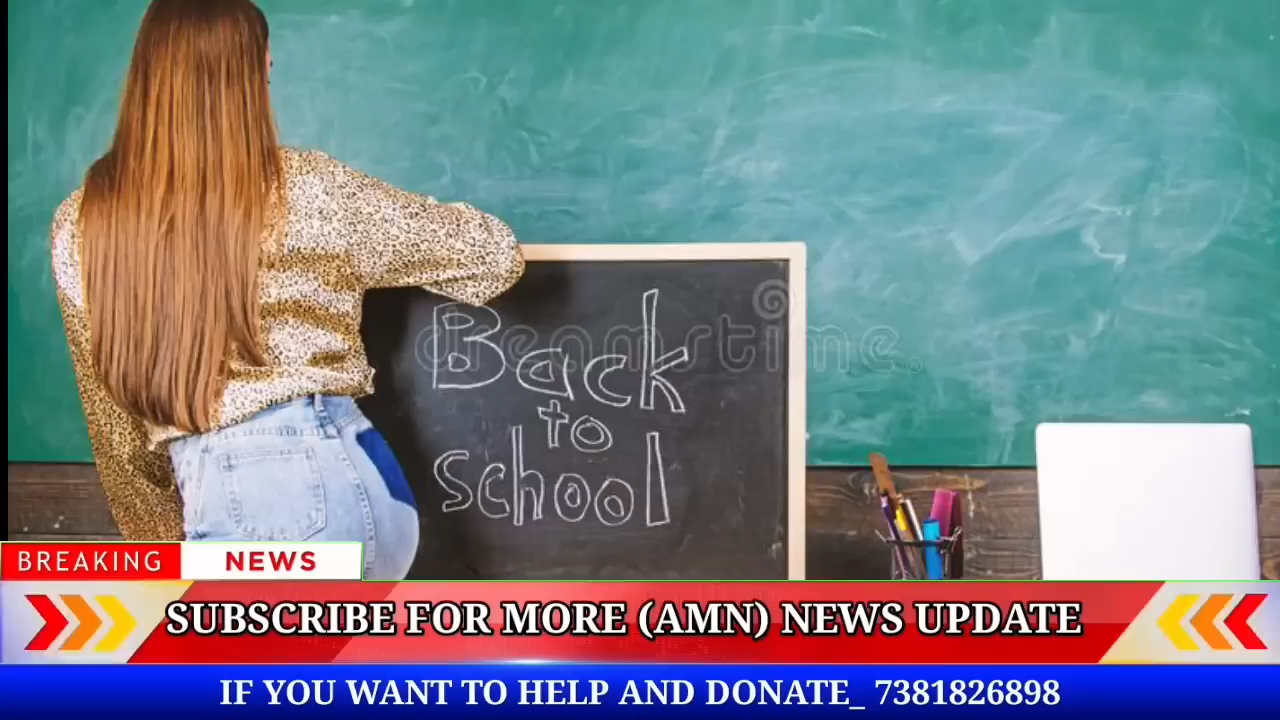 Back
dreamstime.
to
school
BREAKING NEWS
SUBSCRIBE FOR MORE (AMN) NEWS UPDATE
IF YOU WANT TO HELP AND DONATE_ 7381826898